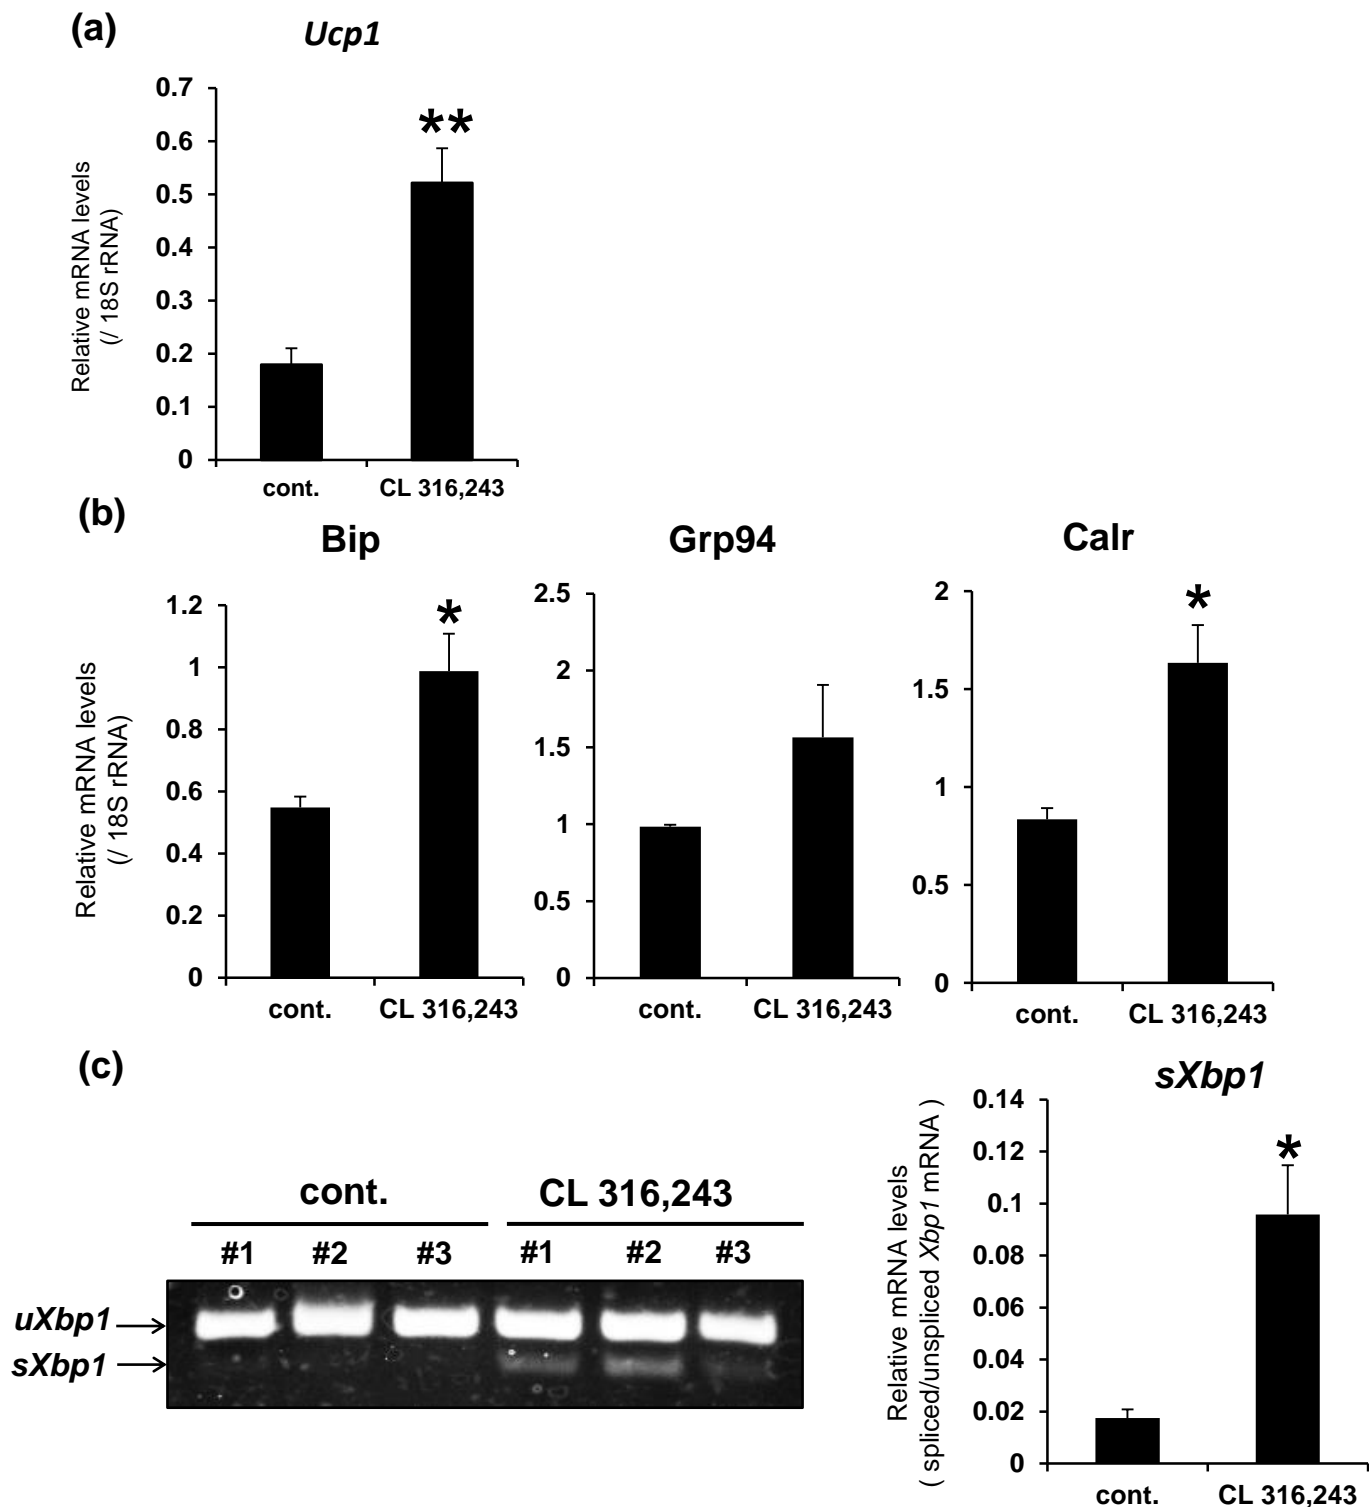 (a)
Ucp1
0.7
0.6
0.5
0.4
0.3
0.2
0.1
0
Relative mRNA levels
(/ 18S rRNA)
**
cont.
CL 316,243
(b)
Bip
1.2
1
0.8
0.6
0.4
0.2
0
Relative mRNA levels
(/ 18S rRNA)
*
cont.
CL 316,243
Grp94
2.5
2
1.5
1
0.5
0
cont.
CL 316,243
Calr
2
1.5
1
0.5
0
*
cont.
CL 316,243
(c)
cont.
CL 316,243
#1 #2 #3 #1 #2 #3
uXbp1
sXbp1
sXbp1
0.14
0.12
0.1
0.08
0.06
0.04
0.02
0
Relative mRNA levels
( spliced/unspliced Xbp1 mRNA )
*
cont.
CL 316,243